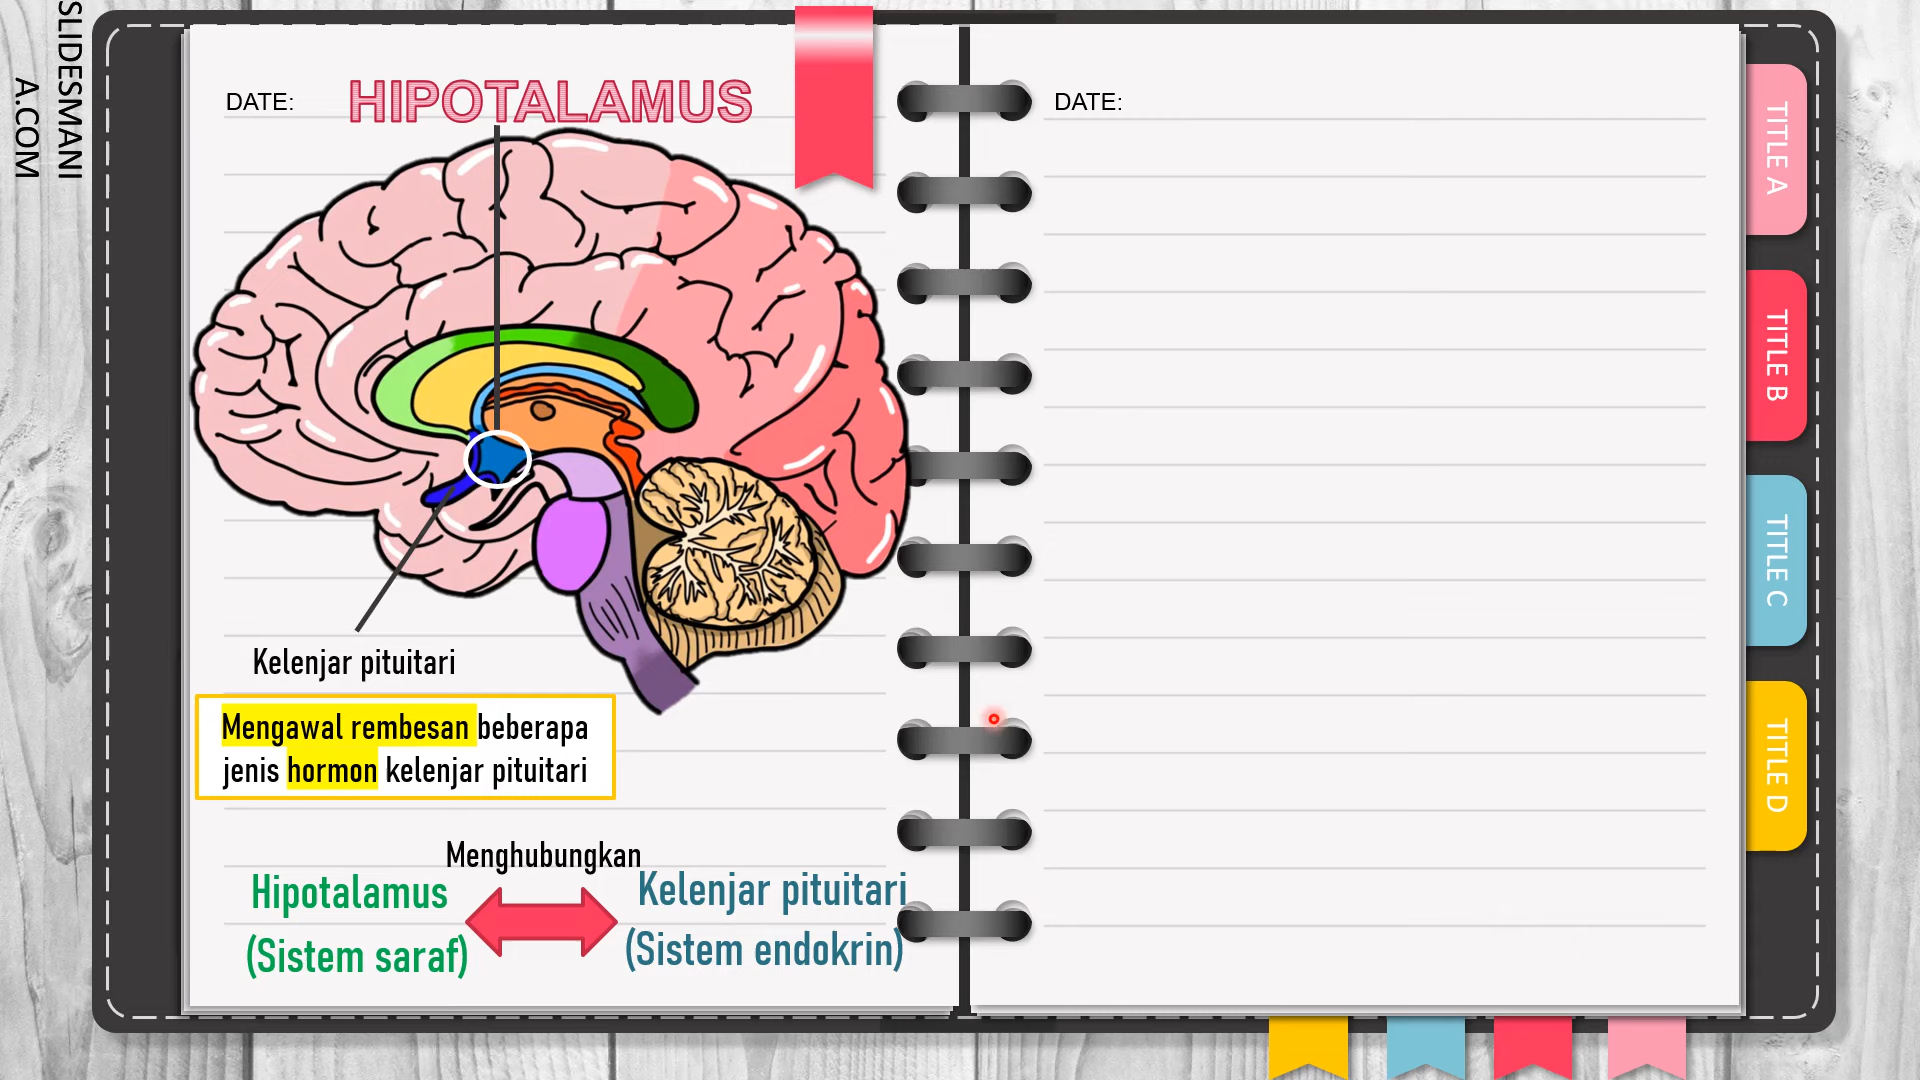 SLIDESMANI
A.COM
DATE:
HIPOTALAMUS
Kelenjar pituitari
Mengawal rembesan beberapa
jenis hormon kelenjar pituitari
Menghubungkan
Hipotalamus
(Sistem saraf)
Kelenjar pituitari
(Sistem endokrin)
DATE:
TITLE A
TITLE B
TITLE C
TITLE D